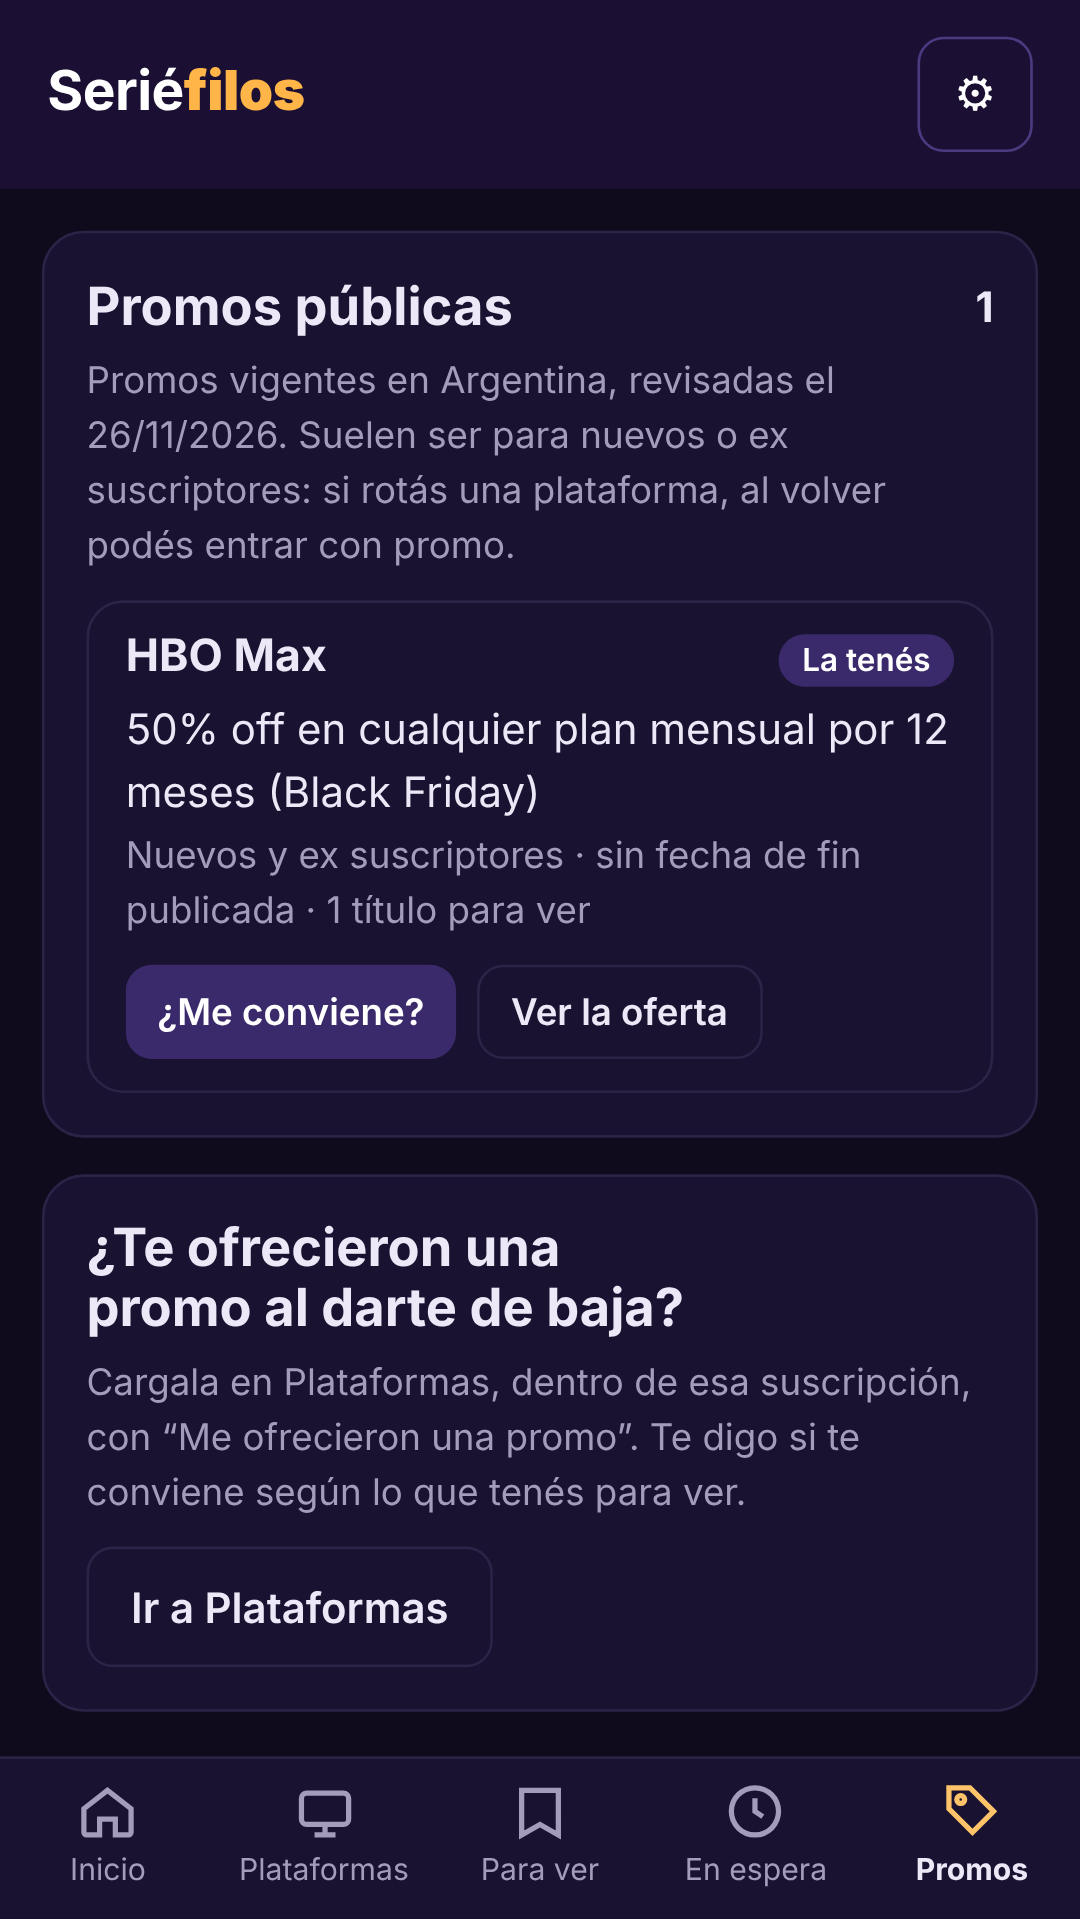 Seriéfilos
Promos públicas
1
Promos vigentes en Argentina, revisadas el
26/11/2026. Suelen ser para nuevos o ex
suscriptores: si rotás una plataforma, al volver
podés entrar con promo.
HBO Max
La tenés
50% off en cualquier plan mensual por 12
meses (Black Friday)
Nuevos y ex suscriptores · sin fecha de fin
publicada · 1 título para ver
¿Me conviene?
Ver la oferta
¿Te ofrecieron una
promo al darte de baja?
Cargala en Plataformas, dentro de esa suscripción,
con “Me ofrecieron una promo”. Te digo si te
conviene según lo que tenés para ver.
Ir a Plataformas
Inicio
Plataformas
Para ver
En espera
Promos